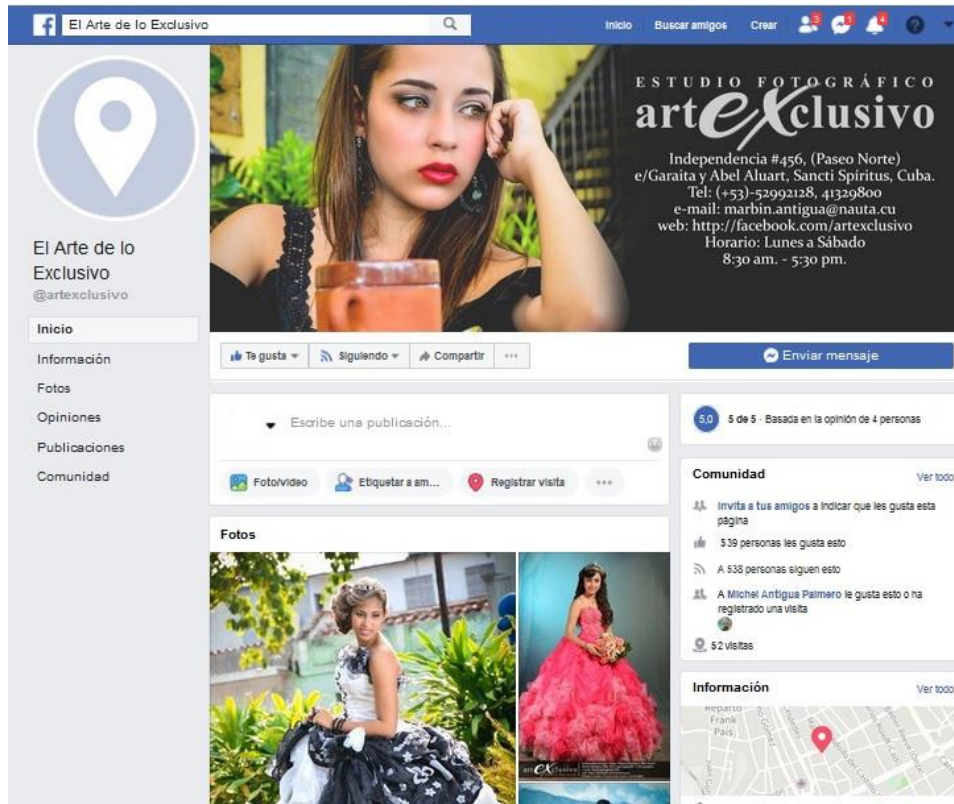 El Arte de lo Exclusivo
Inicio
Buscar amigos
Crear
3
1
4
ESTUDIO FOTOGRÁFICO
artexclusivo
Independencia #456, (Paseo Norte)
e/Garaita y Abel Aluart, Sancti Spíritus, Cuba.
Tel: (+53)-52992128, 41329800
e-mail: marbin.antigua@nauta.cu
web: http://facebook.com/artexclusivo
Horario: Lunes a Sábado
8:30 am. - 5:30 pm.
El Arte de lo
Exclusivo
@artexclusivo
Inicio
Información
Fotos
Opiniones
Publicaciones
Comunidad
Te gusta
Siguiendo
Compartir
Enviar mensaje
Escribe una publicación...
Foto/video
Etiquetar a am...
Registrar visita
Fotos
artexclusivo
5,0
5 de 5 · Basada en la opinión de 4 personas
Comunidad
Ver todo
Invita a tus amigos a indicar que les gusta esta
página
539 personas les gusta esto
A 538 personas siguen esto
A Michel Antigua Palmero le gusta esto o ha
registrado una visita
52 visitas
Información
Ver todo
Reparto
Frank
País